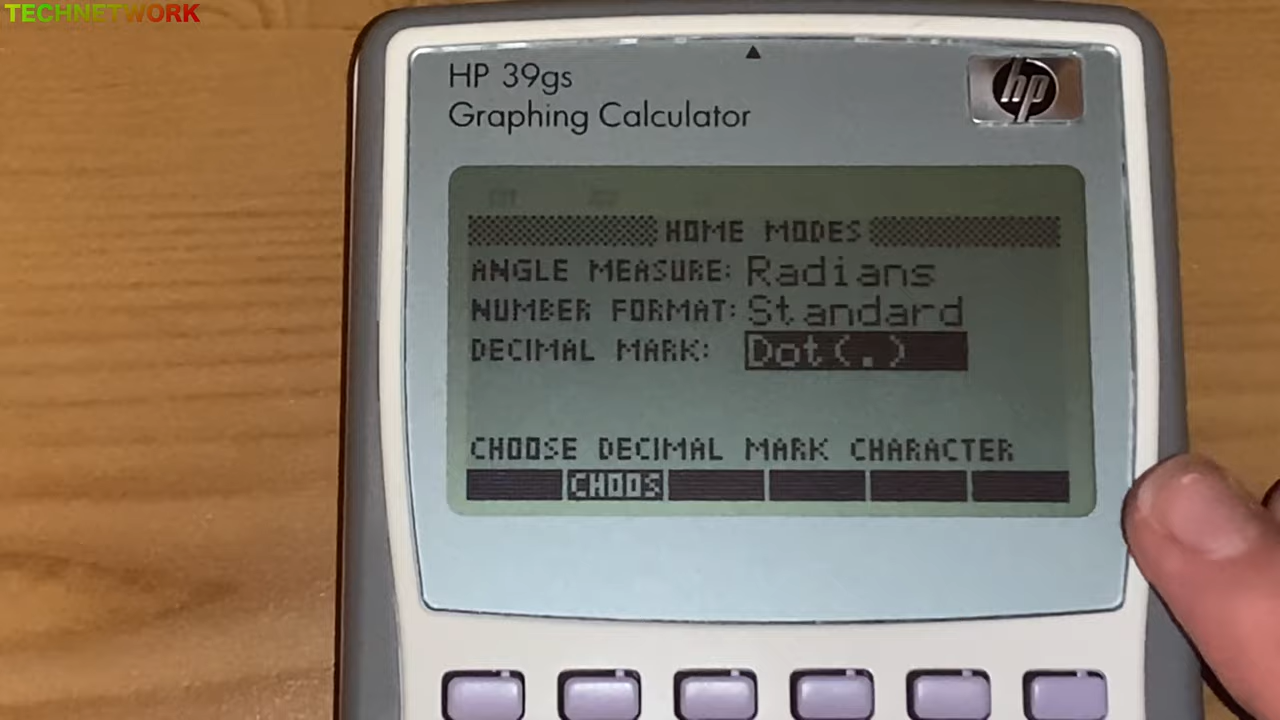 TECHNETWORK
HP 39gs
Graphing Calculator
hp
HOME MODES
ANGLE MEASURE: Radians
NUMBER FORMAT: Standard
DECIMAL MARK: Dot(.)
CHOOSE DECIMAL MARK CHARACTER
CHOOS